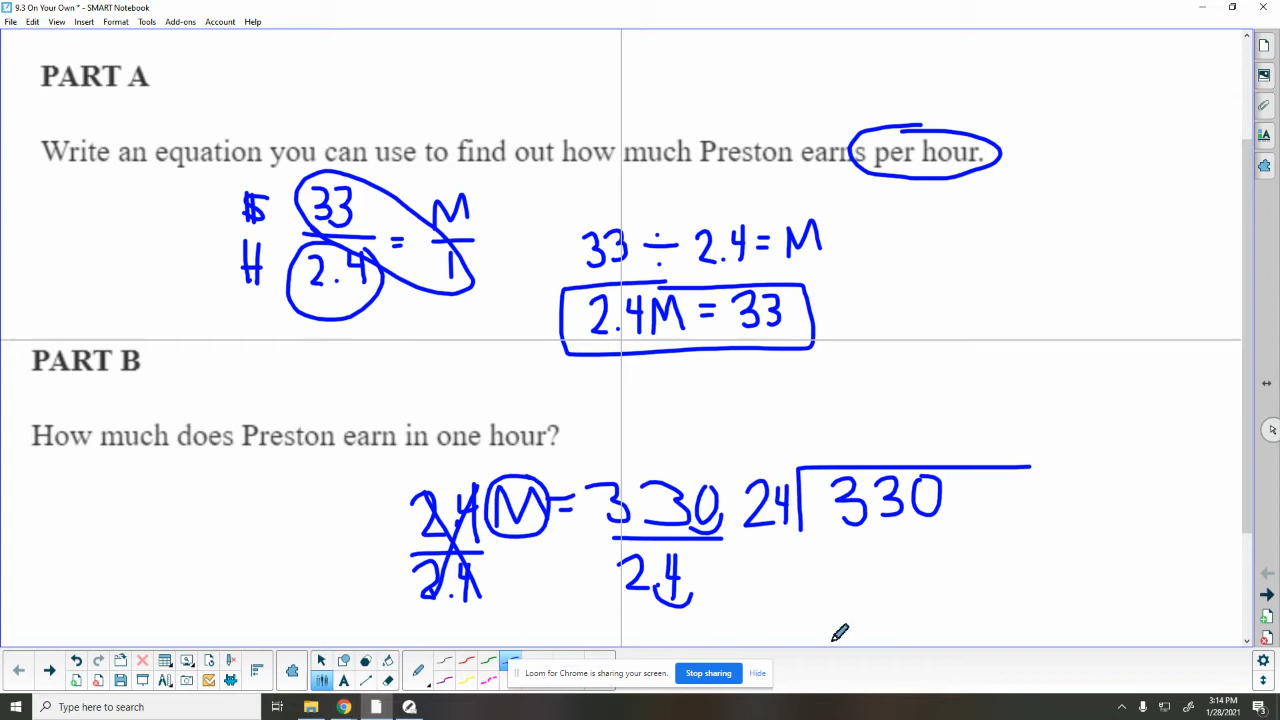 9.3 On Your Own * - SMART Notebook
File Edit View Insert Format Tools Add-ons Account Help
PART A
Write an equation you can use to find out how much Preston earns per hour.
$ 33 = M
H 2.4 1
33 ÷ 2.4 = M
2.4M = 33
PART B
How much does Preston earn in one hour?
2.4 M = 330 24 330
2.4 2.4
Loom for Chrome is sharing your screen. Stop sharing Hide
Type here to search
3:14 PM
1/28/2021